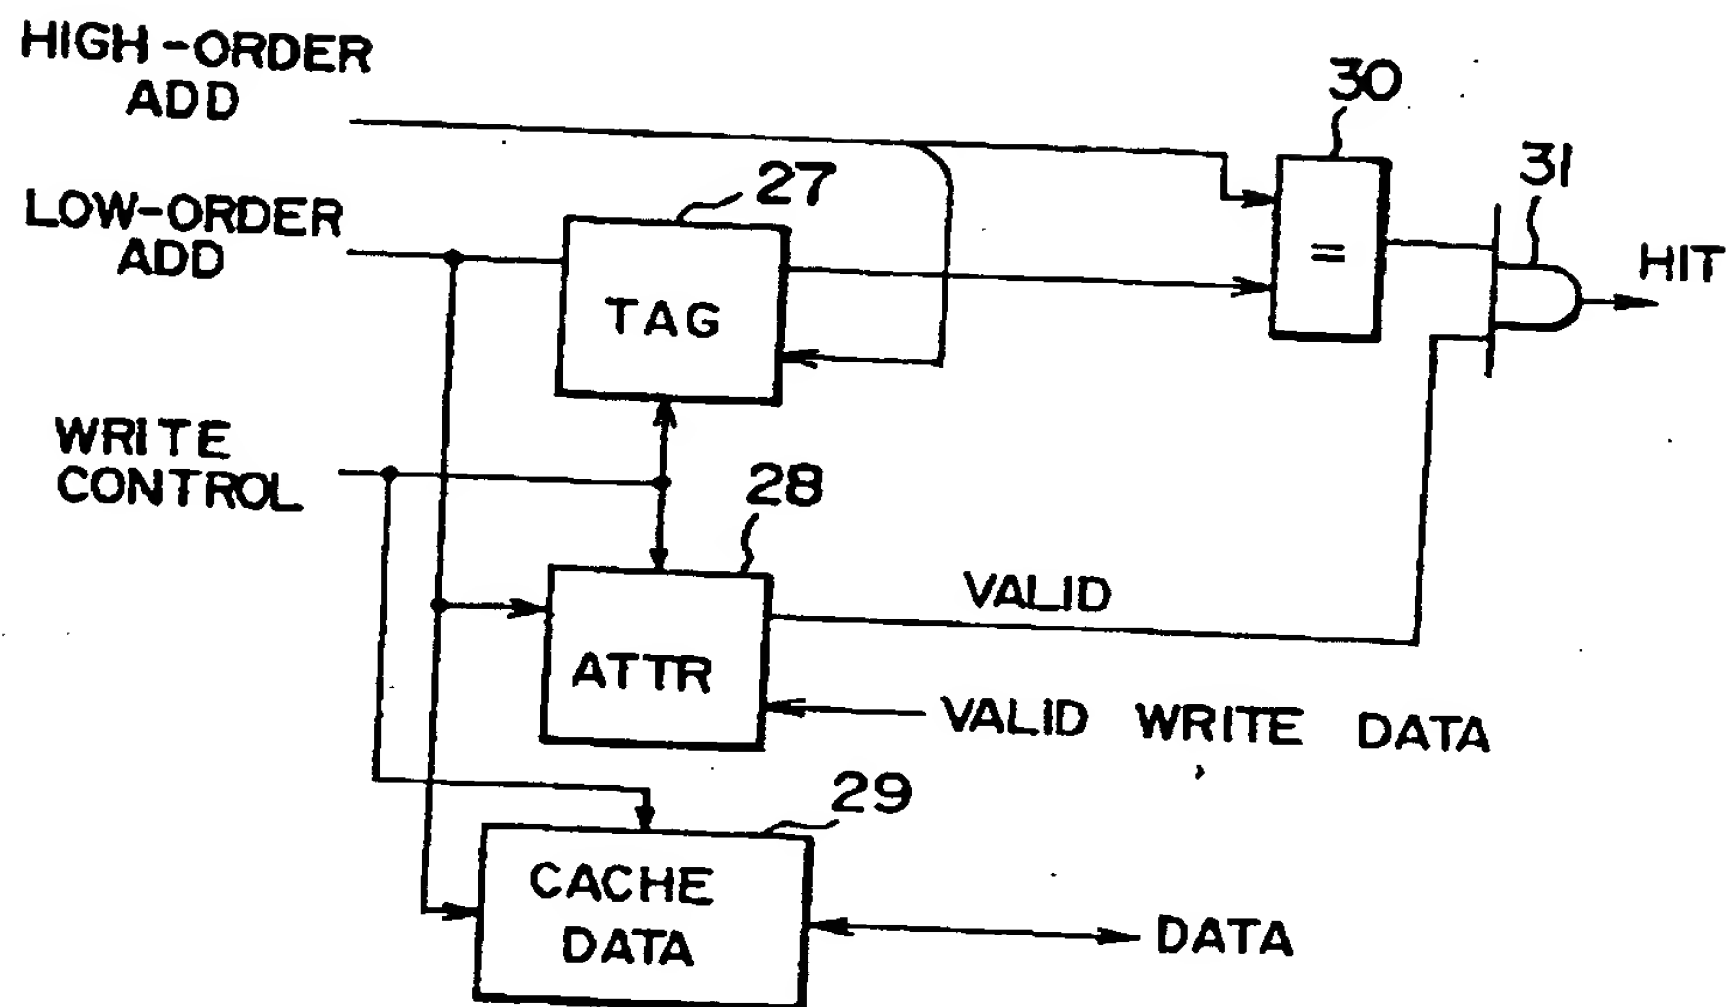 HIGH-ORDER
ADD
30
31
27
LOW-ORDER
ADD
HIT
=
TAG
WRITE
CONTROL
28
VALID
ATTR
VALID WRITE DATA
29
CACHE
DATA
DATA